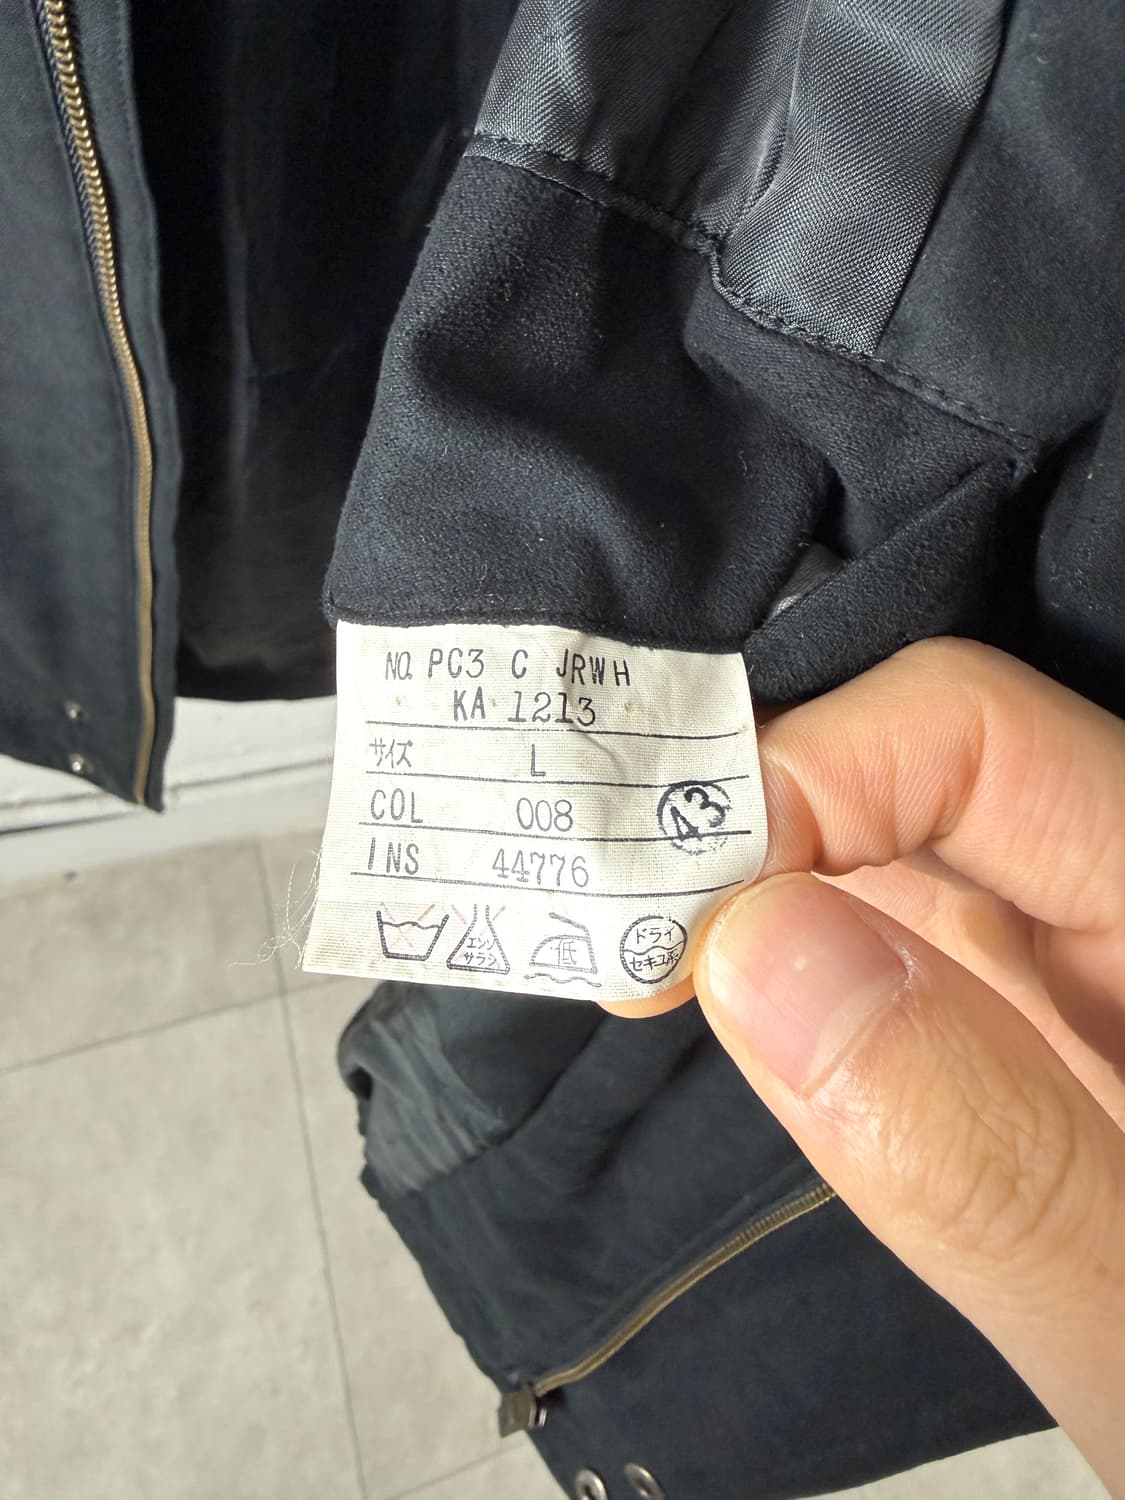 NO. PC3 C JRWH
KA 1213
サイズ L
COL 008
43
INS 44776
エンソ
サラシ
低
ドライ
セキユ系